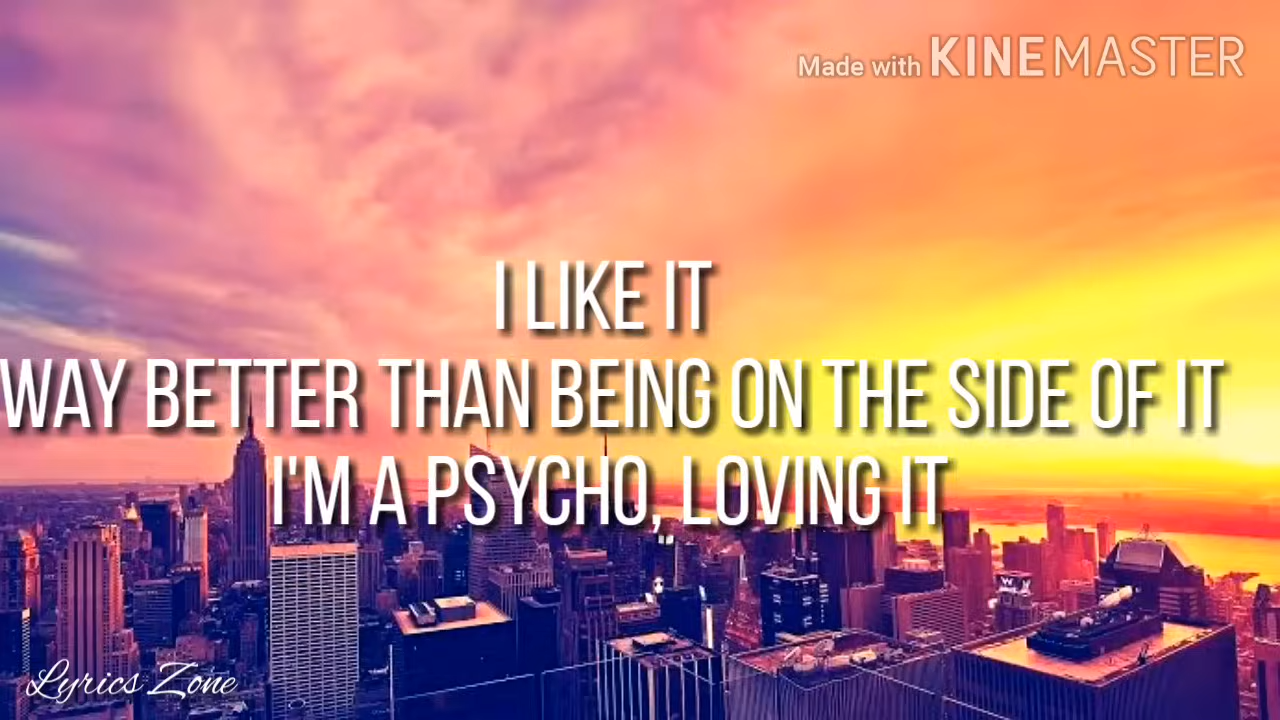 Made with KINEMASTER
I LIKE IT
WAY BETTER THAN BEING ON THE SIDE OF IT
I'M A PSYCHO, LOVING IT
Lyrics Zone